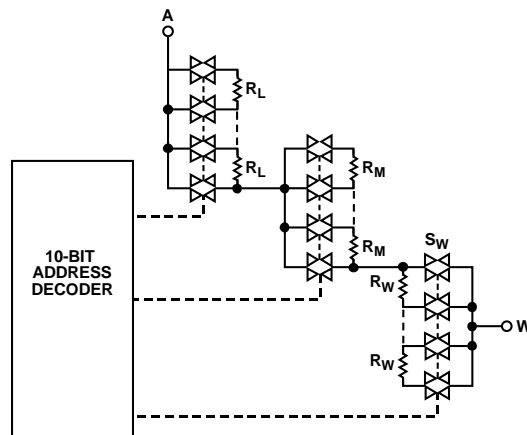 A
RL
RL
RM
RM
10-BIT
ADDRESS
DECODER
SW
RW
RW
W